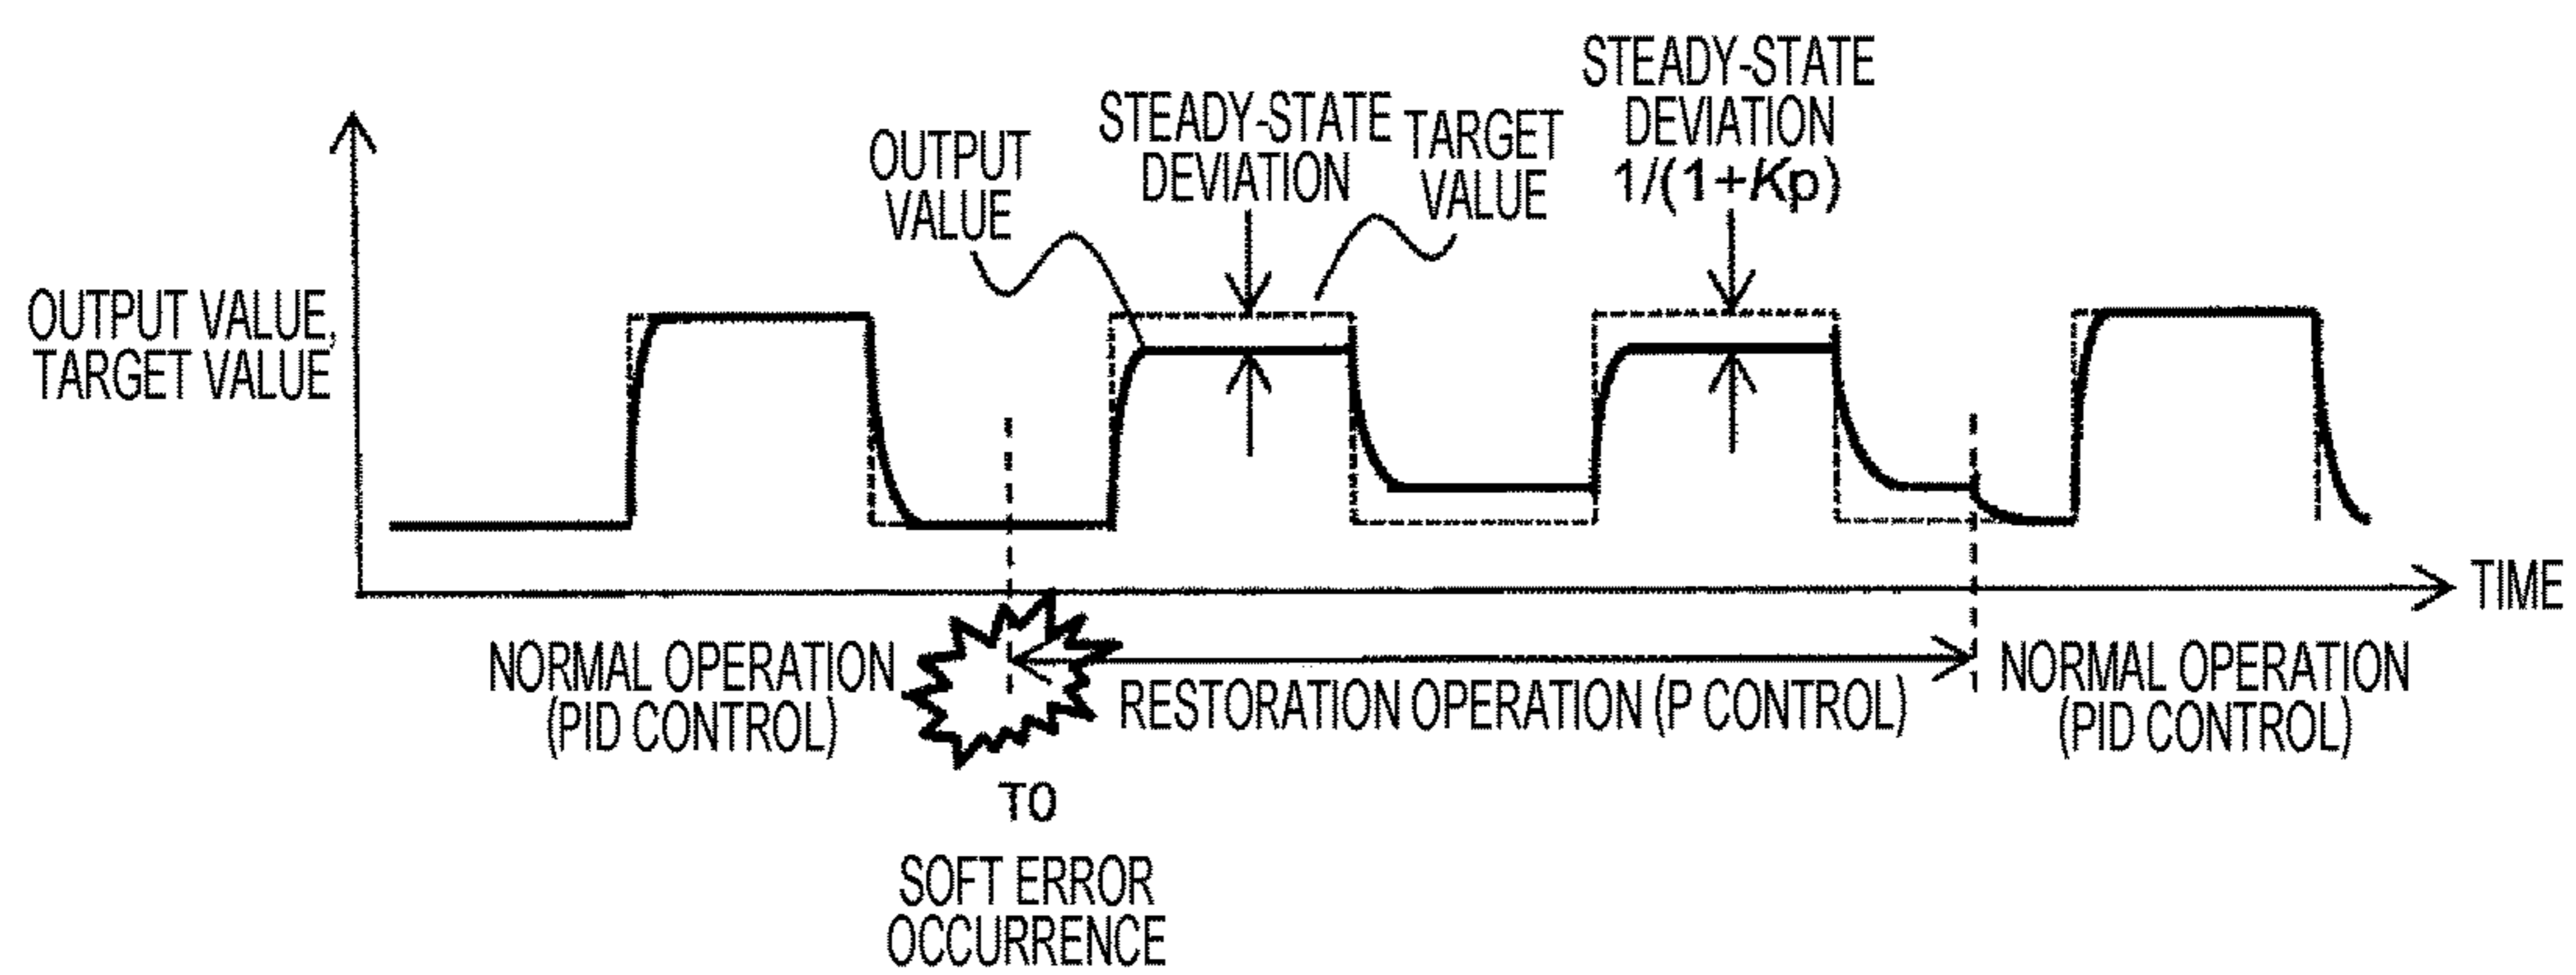 STEADY-STATE
DEVIATION
1/(1+Kp)
STEADY-STATE
DEVIATION
TARGET
VALUE
OUTPUT
VALUE
OUTPUT VALUE,
TARGET VALUE
TIME
NORMAL OPERATION
(PID CONTROL)
RESTORATION OPERATION (P CONTROL)
NORMAL OPERATION
(PID CONTROL)
T0
SOFT ERROR
OCCURRENCE